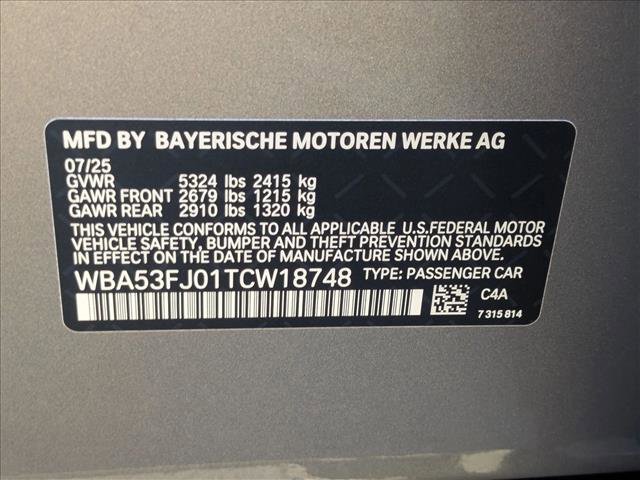 MFD BY BAYERISCHE MOTOREN WERKE AG
07/25
GVWR 5324 lbs 2415 kg
GAWR FRONT 2679 lbs 1215 kg
GAWR REAR 2910 lbs 1320 kg
THIS VEHICLE CONFORMS TO ALL APPLICABLE U.S.FEDERAL MOTOR
VEHICLE SAFETY, BUMPER AND THEFT PREVENTION STANDARDS
IN EFFECT ON THE DATE OF MANUFACTURE SHOWN ABOVE.
WBA53FJ01TCW18748 TYPE: PASSENGER CAR
C4A
7 315 814